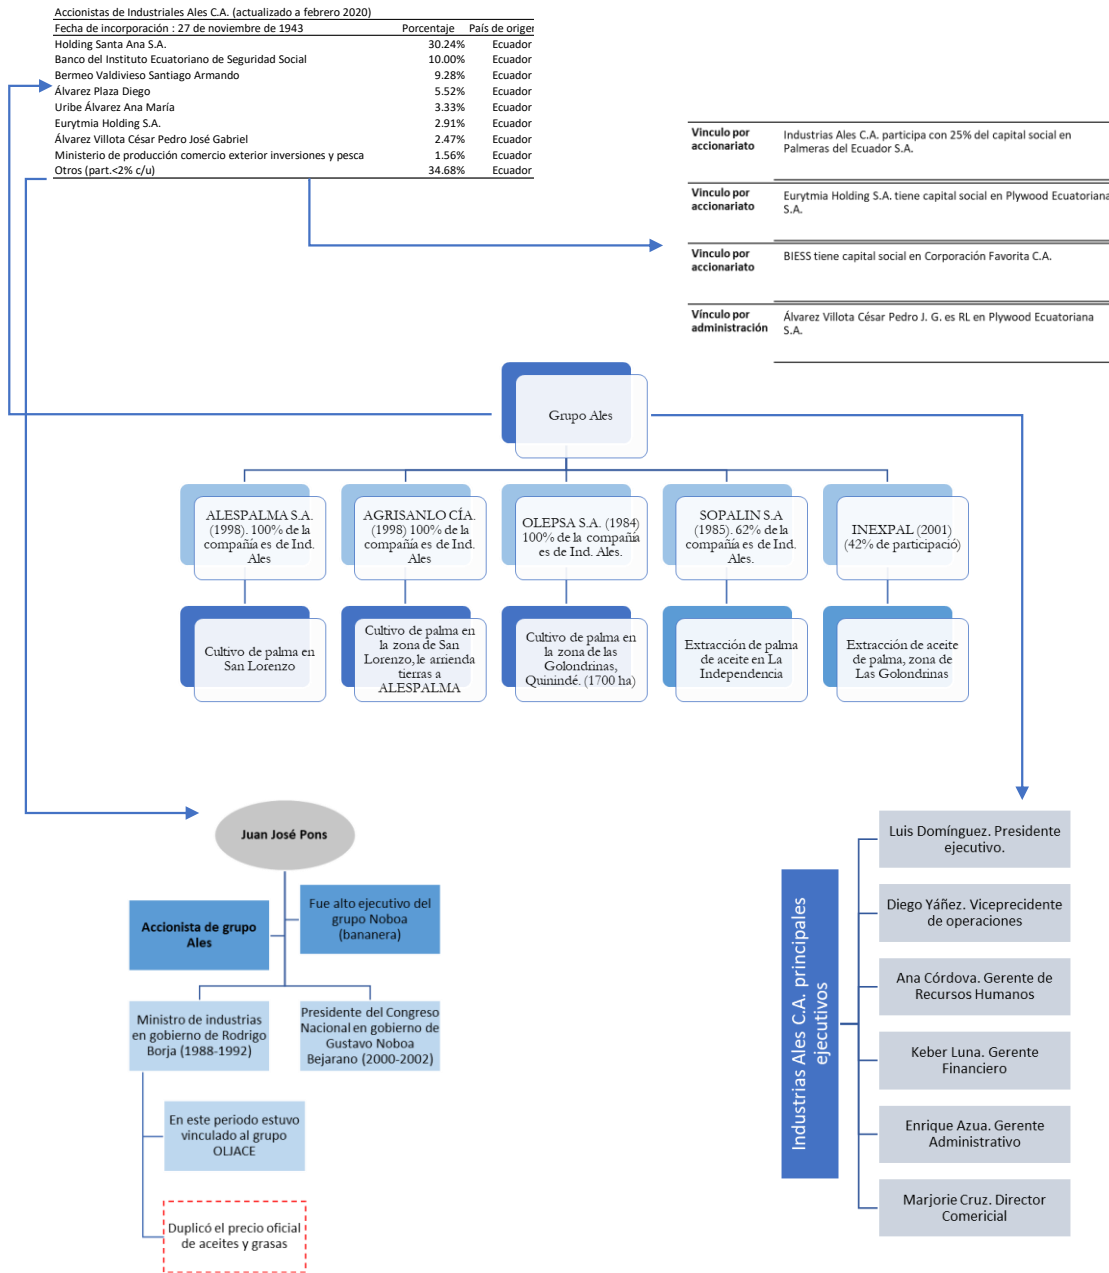 Accionistas de Industriales Ales C.A. (actualizado a febrero 2020)
Fecha de incorporación : 27 de noviembre de 1943 Porcentaje País de origen
Holding Santa Ana S.A. 30.24% Ecuador
Banco del Instituto Ecuatoriano de Seguridad Social 10.00% Ecuador
Bermeo Valdivieso Santiago Armando 9.28% Ecuador
Álvarez Plaza Diego 5.52% Ecuador
Uribe Álvarez Ana María 3.33% Ecuador
Eurytmia Holding S.A. 2.91% Ecuador
Álvarez Villota César Pedro José Gabriel 2.47% Ecuador
Ministerio de producción comercio exterior inversiones y pesca 1.56% Ecuador
Otros (part.<2% c/u) 34.68% Ecuador
Vinculo por
accionariato
Industrias Ales C.A. participa con 25% del capital social en
Palmeras del Ecuador S.A.
Vinculo por
accionariato
Eurytmia Holding S.A. tiene capital social en Plywood Ecuatoriana
S.A.
Vinculo por
accionariato
BIESS tiene capital social en Corporación Favorita C.A.
Vínculo por
administración
Álvarez Villota César Pedro J. G. es RL en Plywood Ecuatoriana
S.A.
Grupo Ales
ALESPALMA S.A.
(1998). 100% de la
compañía es de Ind.
Ales
AGRISANLO CÍA.
(1998) 100% de la
compañía es de Ind.
Ales
OLEPSA S.A. (1984)
100% de la compañía
es de Ind. Ales.
SOPALIN S.A
(1985). 62% de la
compañía es de Ind.
Ales.
INEXPAL (2001)
(42% de participació)
Cultivo de palma en
San Lorenzo
Cultivo de palma en
la zona de San
Lorenzo, le arrienda
tierras a
ALESPALMA
Cultivo de palma en
la zona de las
Golondrinas,
Quinindé. (1700 ha)
Extracción de palma
de aceite en La
Independencia
Extracción de aceite
de palma, zona de
Las Golondrinas
Juan José Pons
Accionista de grupo
Ales
Fue alto ejecutivo del
grupo Noboa
(bananera)
Ministro de industrias
en gobierno de Rodrigo
Borja (1988-1992)
Presidente del Congreso
Nacional en gobierno de
Gustavo Noboa
Bejarano (2000-2002)
En este periodo estuvo
vinculado al grupo
OLJACE
Duplicó el precio oficial
de aceites y grasas
Industrias Ales C.A. principales
ejecutivos
Luis Domínguez. Presidente
ejecutivo.
Diego Yáñez. Viceprecidente
de operaciones
Ana Córdova. Gerente de
Recursos Humanos
Keber Luna. Gerente
Financiero
Enrique Azua. Gerente
Administrativo
Marjorie Cruz. Director
Comericial